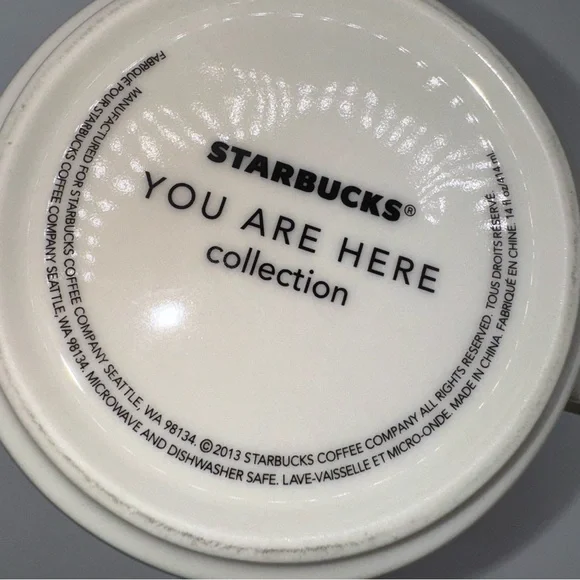 STARBUCKS®
YOU ARE HERE
collection
MANUFACTURED FOR STARBUCKS COFFEE COMPANY SEATTLE, WA 98134. ©2013 STARBUCKS COFFEE COMPANY ALL RIGHTS RESERVED. TOUS DROITS RÉSERVÉ.
FABRIQUÉ POUR STARBUCKS COFFEE COMPANY SEATTLE, WA 98134. MICROWAVE AND DISHWASHER SAFE. LAVE-VAISSELLE ET MICRO-ONDE. MADE IN CHINA. FABRIQUÉ EN CHINE. 14 fl oz/414 ml